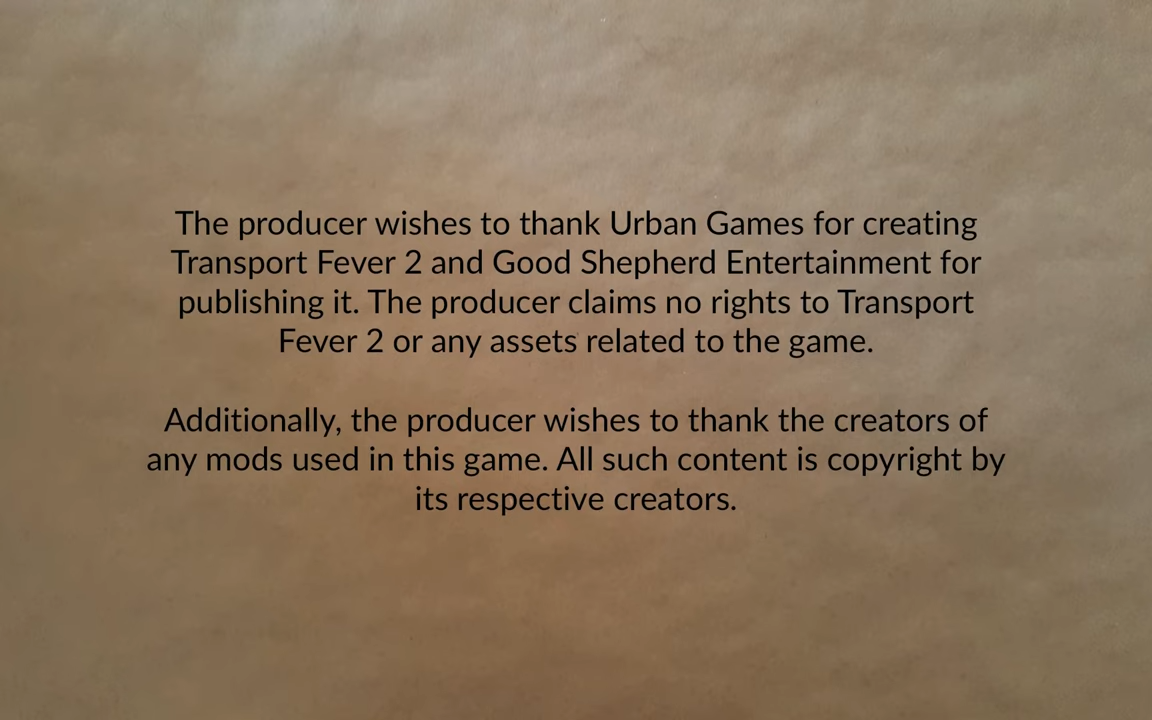 The producer wishes to thank Urban Games for creating
Transport Fever 2 and Good Shepherd Entertainment for
publishing it. The producer claims no rights to Transport
Fever 2 or any assets related to the game.
Additionally, the producer wishes to thank the creators of
any mods used in this game. All such content is copyright by
its respective creators.